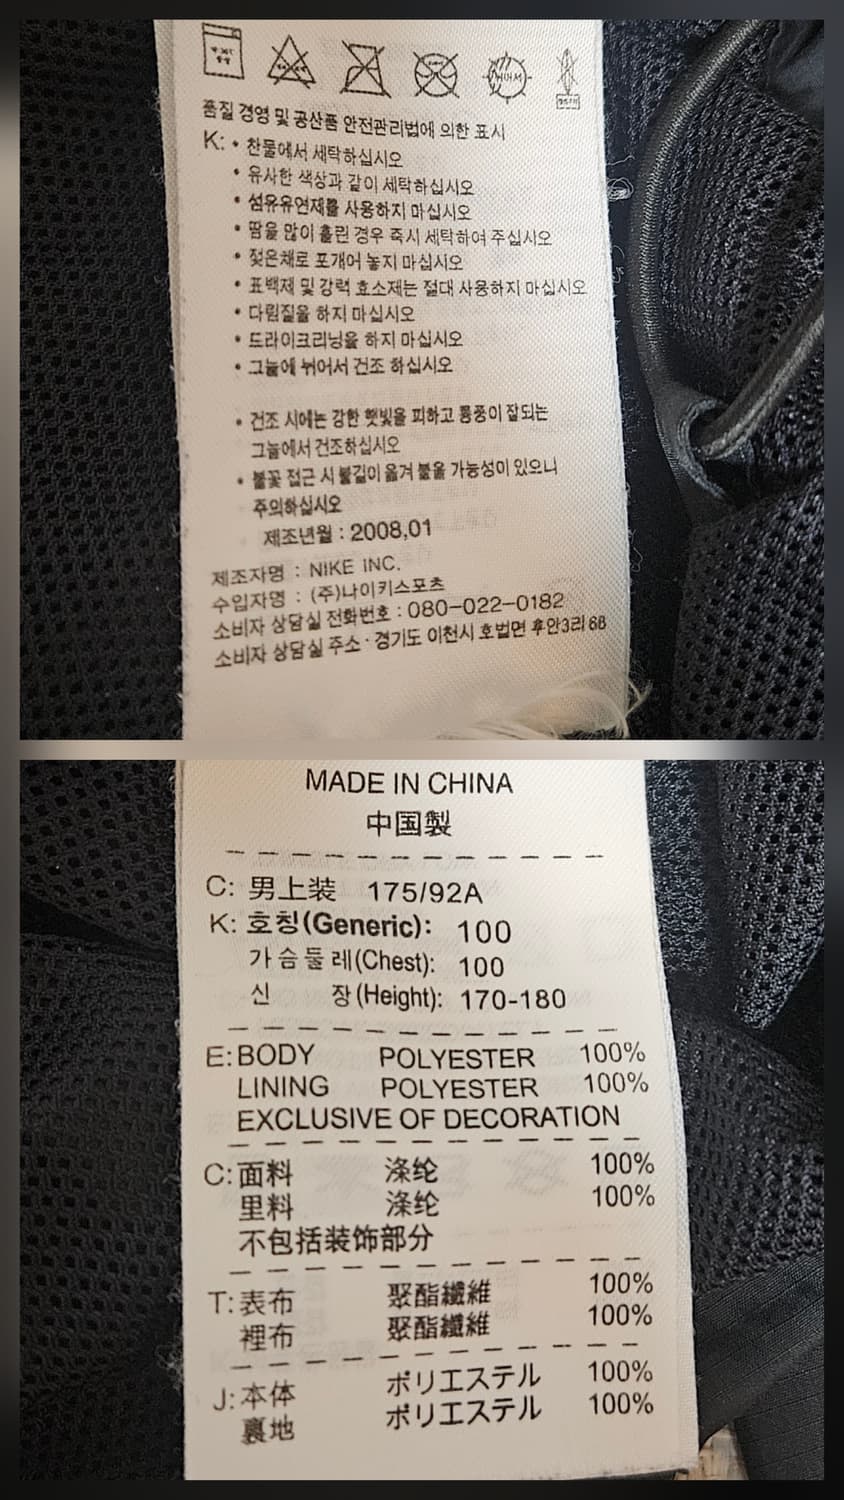 품질 경영 및 공산품 안전관리법에 의한 표시
K: • 찬물에서 세탁하십시오
• 유사한 색상과 같이 세탁하십시오
• 섬유유연제를 사용하지 마십시오
• 땀을 많이 흘린 경우 즉시 세탁하여 주십시오
• 젖은채로 포개어 놓지 마십시오
• 표백제 및 강력 효소제는 절대 사용하지 마십시오
• 다림질을 하지 마십시오
• 드라이크리닝을 하지 마십시오
• 그늘에 뉘어서 건조 하십시오
• 건조 시에는 강한 햇빛을 피하고 통풍이 잘되는
그늘에서 건조하십시오
• 불꽃 접근 시 불길이 옮겨 붙을 가능성이 있으니
주의하십시오
제조년월 : 2008,01
제조자명 : NIKE INC.
수입자명 : (주)나이키스포츠
소비자 상담실 전화번호 : 080-022-0182
소비자 상담실 주소 · 경기도 이천시 호법면 후안3리 68
MADE IN CHINA
中国製
C: 男上装 175/92A
K: 호칭(Generic): 100
가슴둘레(Chest): 100
신 장(Height): 170-180
E: BODY POLYESTER 100%
LINING POLYESTER 100%
EXCLUSIVE OF DECORATION
C: 面料 涤纶 100%
里料 涤纶 100%
不包括装饰部分
T: 表布 聚酯纖維 100%
裡布 聚酯纖維 100%
J: 本体 ポリエステル 100%
裏地 ポリエステル 100%